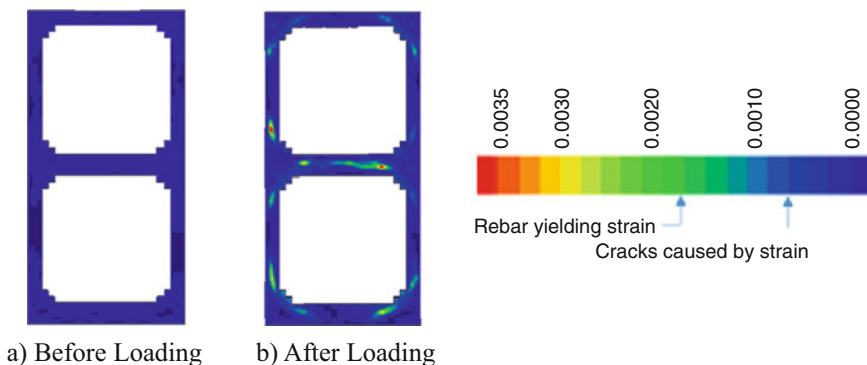 0.0035
0.0030
0.0020
0.0010
0.0000
Rebar yielding strain
Cracks caused by strain
a) Before Loading
b) After Loading